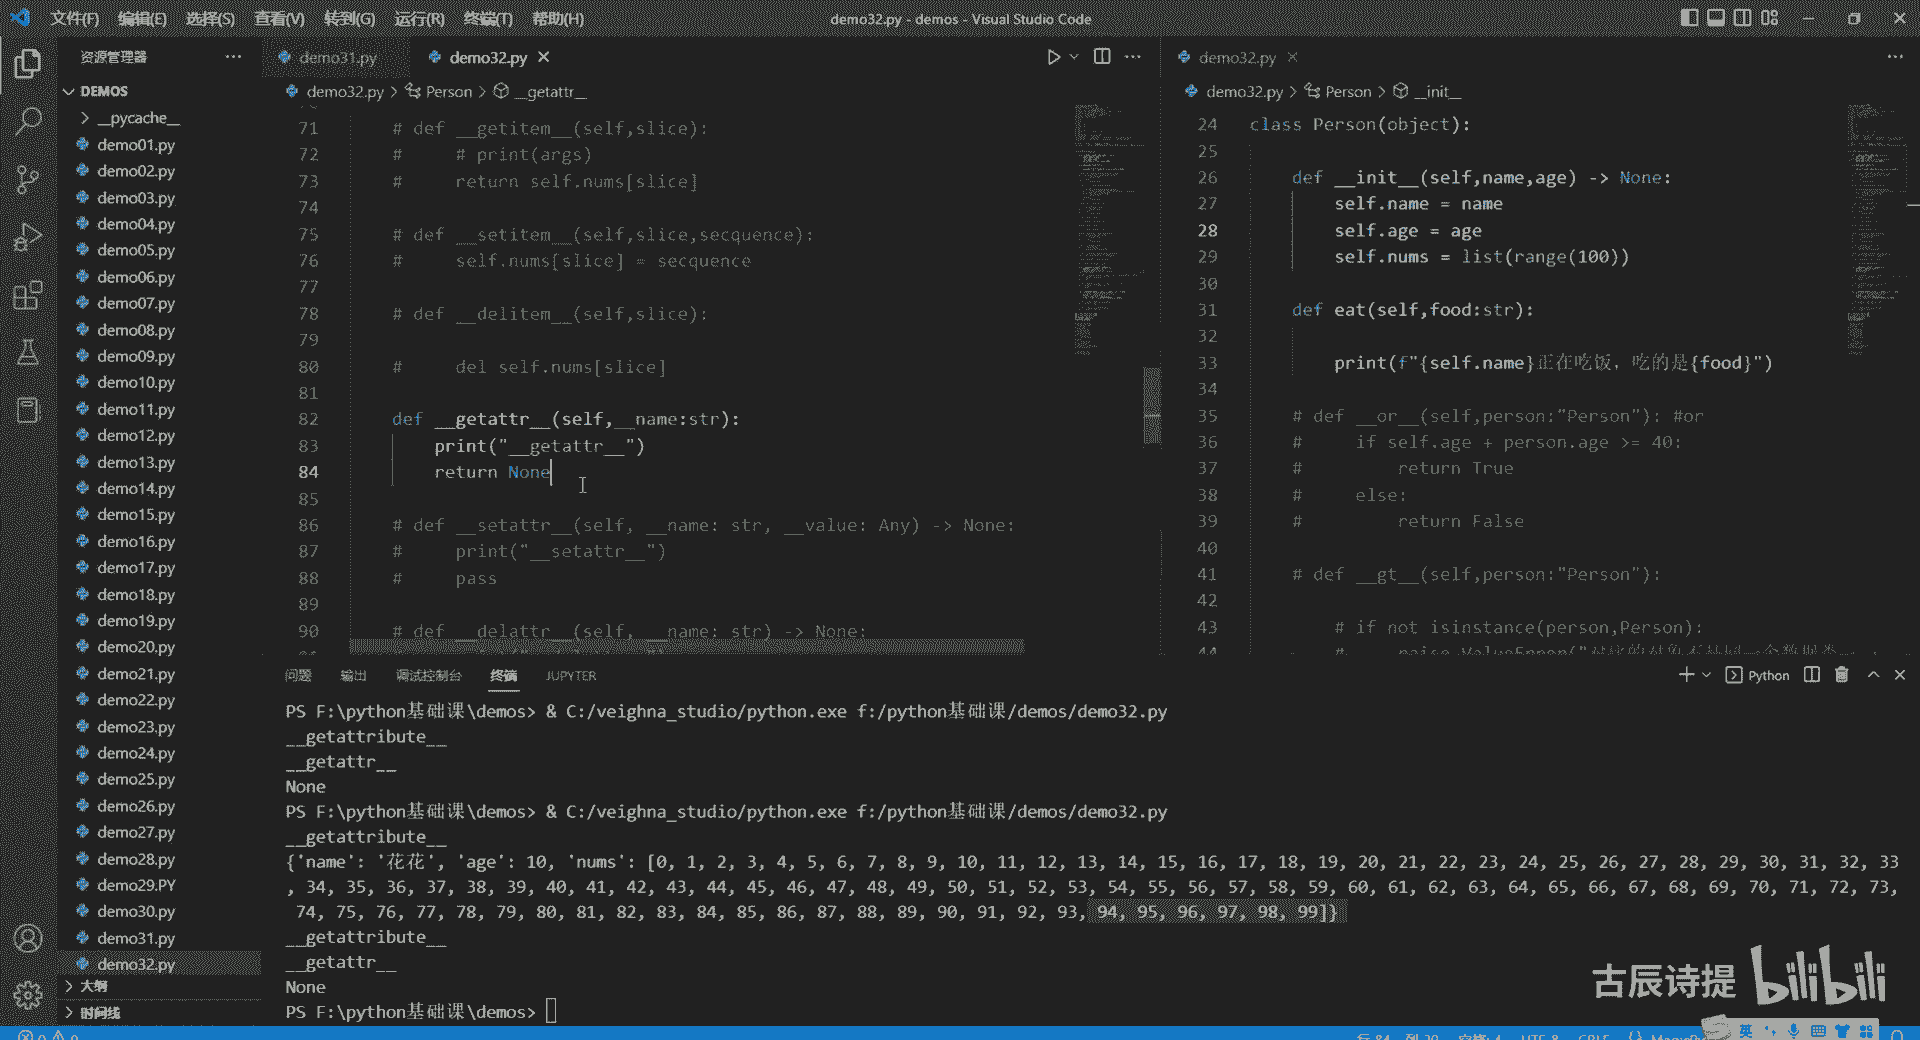 文件(F) 编辑(E) 选择(S) 查看(V) 转到(G) 运行(R) 终端(T) 帮助(H)
demo32.py - demos - Visual Studio Code
资源管理器
DEMOS
__pycache__
demo01.py
demo02.py
demo03.py
demo04.py
demo05.py
demo06.py
demo07.py
demo08.py
demo09.py
demo10.py
demo11.py
demo12.py
demo13.py
demo14.py
demo15.py
demo16.py
demo17.py
demo18.py
demo19.py
demo20.py
demo21.py
demo22.py
demo23.py
demo24.py
demo25.py
demo26.py
demo27.py
demo28.py
demo29.PY
demo30.py
demo31.py
demo32.py
大纲
时间线
demo31.py demo32.py
demo32.py > Person > __getattr__
71 # def __getitem__(self,slice):
72 #     # print(args)
73 #     return self.nums[slice]
74
75 # def __setitem__(self,slice,secquence):
76 #     self.nums[slice] = secquence
77
78 # def __delitem__(self,slice):
79
80 #     del self.nums[slice]
81
82 def __getattr__(self,__name:str):
83     print("__getattr__")
84     return None
85
86 # def __setattr__(self, __name: str, __value: Any) -> None:
87 #     print("__setattr__")
88 #     pass
89
90 # def __delattr__(self, __name: str) -> None:
demo32.py
demo32.py > Person > __init__
24 class Person(object):
25
26     def __init__(self,name,age) -> None:
27         self.name = name
28         self.age = age
29         self.nums = list(range(100))
30
31     def eat(self,food:str):
32
33         print(f"{self.name}正在吃饭，吃的是{food}")
34
35     # def __or__(self,person:"Person"): #or
36     #     if self.age + person.age >= 40:
37     #         return True
38     #     else:
39     #         return False
40
41     # def __gt__(self,person:"Person"):
42
43         # if not isinstance(person,Person):
44
问题 输出 调试控制台 终端 JUPYTER
Python
PS F:\python基础课\demos> & C:/veighna_studio/python.exe f:/python基础课/demos/demo32.py
__getattribute__
__getattr__
None
PS F:\python基础课\demos> & C:/veighna_studio/python.exe f:/python基础课/demos/demo32.py
__getattribute__
{'name': '花花', 'age': 10, 'nums': [0, 1, 2, 3, 4, 5, 6, 7, 8, 9, 10, 11, 12, 13, 14, 15, 16, 17, 18, 19, 20, 21, 22, 23, 24, 25, 26, 27, 28, 29, 30, 31, 32, 33
, 34, 35, 36, 37, 38, 39, 40, 41, 42, 43, 44, 45, 46, 47, 48, 49, 50, 51, 52, 53, 54, 55, 56, 57, 58, 59, 60, 61, 62, 63, 64, 65, 66, 67, 68, 69, 70, 71, 72, 73,
74, 75, 76, 77, 78, 79, 80, 81, 82, 83, 84, 85, 86, 87, 88, 89, 90, 91, 92, 93, 94, 95, 96, 97, 98, 99]}
__getattribute__
__getattr__
None
PS F:\python基础课\demos>
古辰诗提 bilibili
英